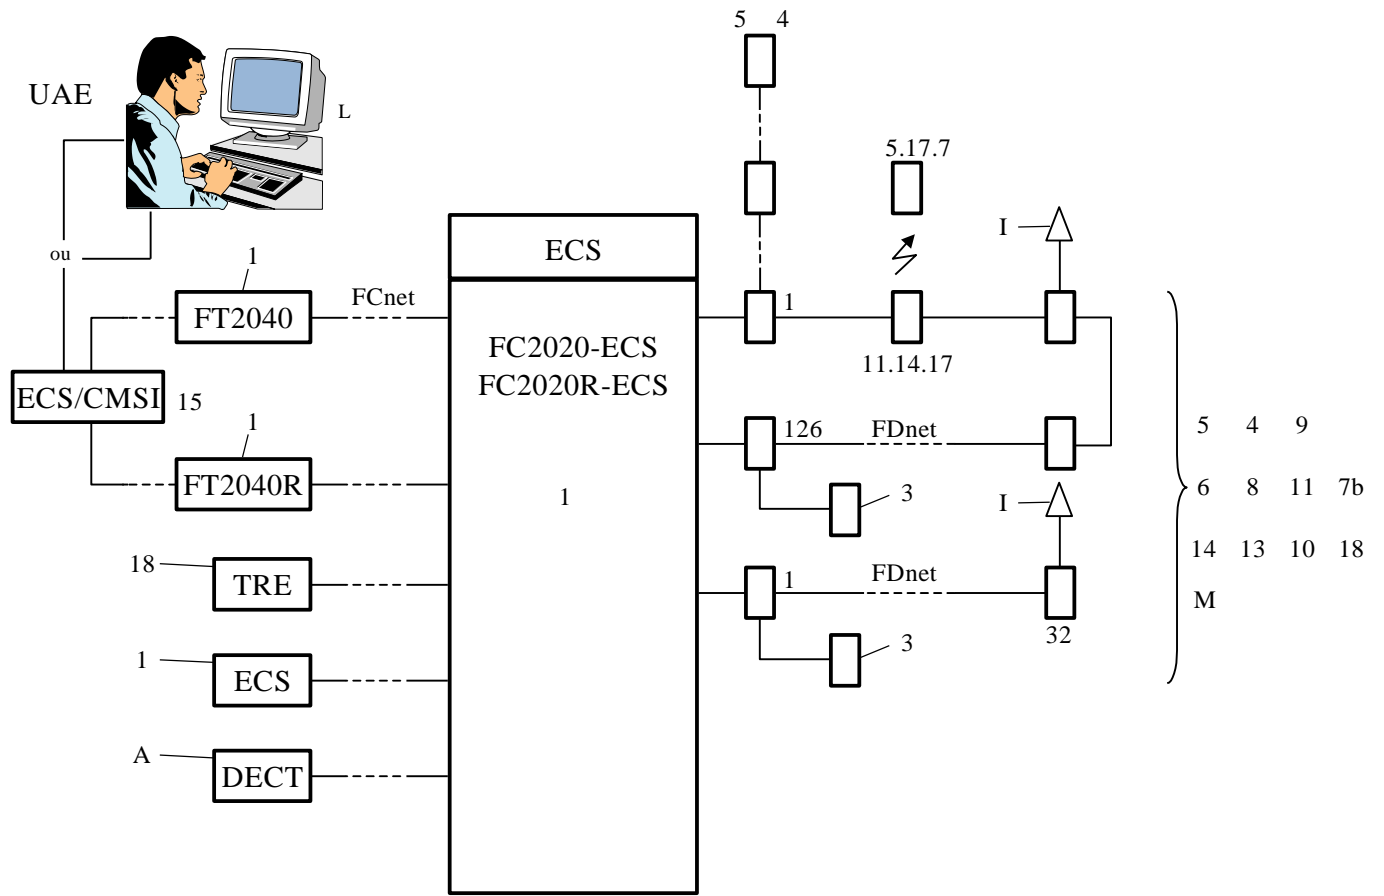 5 4
UAE
L
5.17.7
I
ou
1
ECS
FT2040
FCnet
1
FC2020-ECS
FC2020R-ECS
11.14.17
ECS/CMSI
15
1
126
FDnet
5 4 9
FT2040R
1
3
I
6 8 11 7b
18
TRE
1
FDnet
14 13 10 18
M
32
1
ECS
3
A
DECT